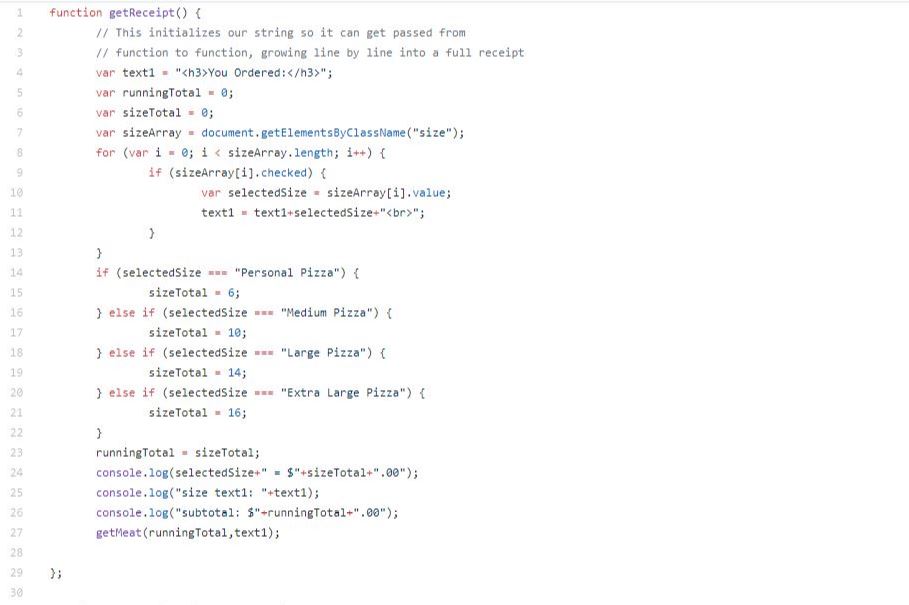 1 function getReceipt() {
2 // This initializes our string so it can get passed from
3 // function to function, growing line by line into a full receipt
4 var text1 = "<h3>You Ordered:</h3>";
5 var runningTotal = 0;
6 var sizeTotal = 0;
7 var sizeArray = document.getElementsByClassName("size");
8 for (var i = 0; i < sizeArray.length; i++) {
9 if (sizeArray[i].checked) {
10 var selectedSize = sizeArray[i].value;
11 text1 = text1+selectedSize+"<br>";
12 }
13 }
14 if (selectedSize === "Personal Pizza") {
15 sizeTotal = 6;
16 } else if (selectedSize === "Medium Pizza") {
17 sizeTotal = 10;
18 } else if (selectedSize === "Large Pizza") {
19 sizeTotal = 14;
20 } else if (selectedSize === "Extra Large Pizza") {
21 sizeTotal = 16;
22 }
23 runningTotal = sizeTotal;
24 console.log(selectedSize+" = $"+sizeTotal+".00");
25 console.log("size text1: "+text1);
26 console.log("subtotal: $"+runningTotal+".00");
27 getMeat(runningTotal,text1);
28
29 };
30